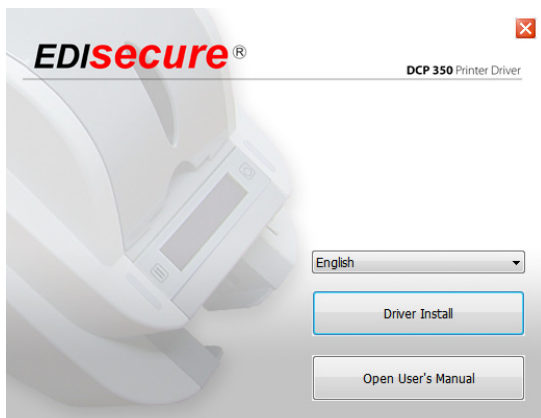 EDIsecure®
DCP 350 Printer Driver
English
Driver Install
Open User's Manual